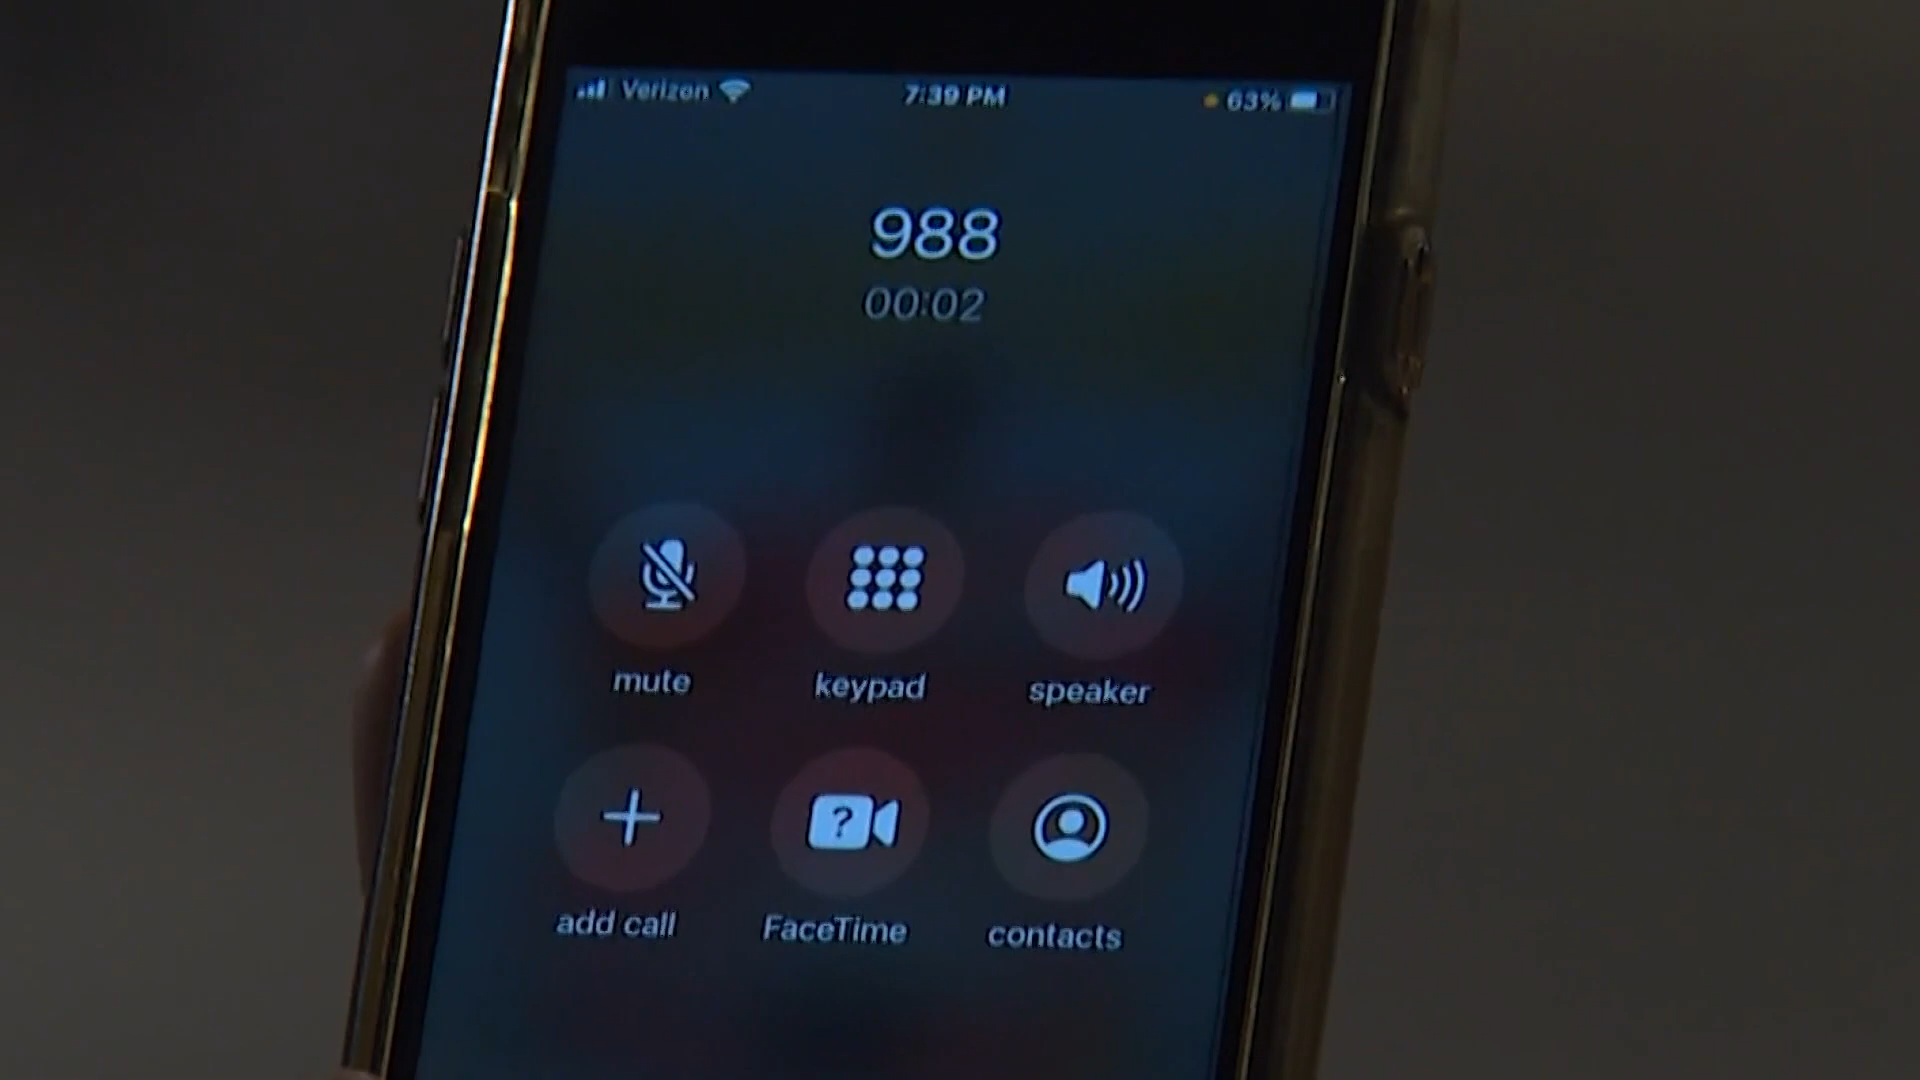 Verizon 7:39 PM 63%
988
00:02
mute keypad speaker
?
add call FaceTime contacts